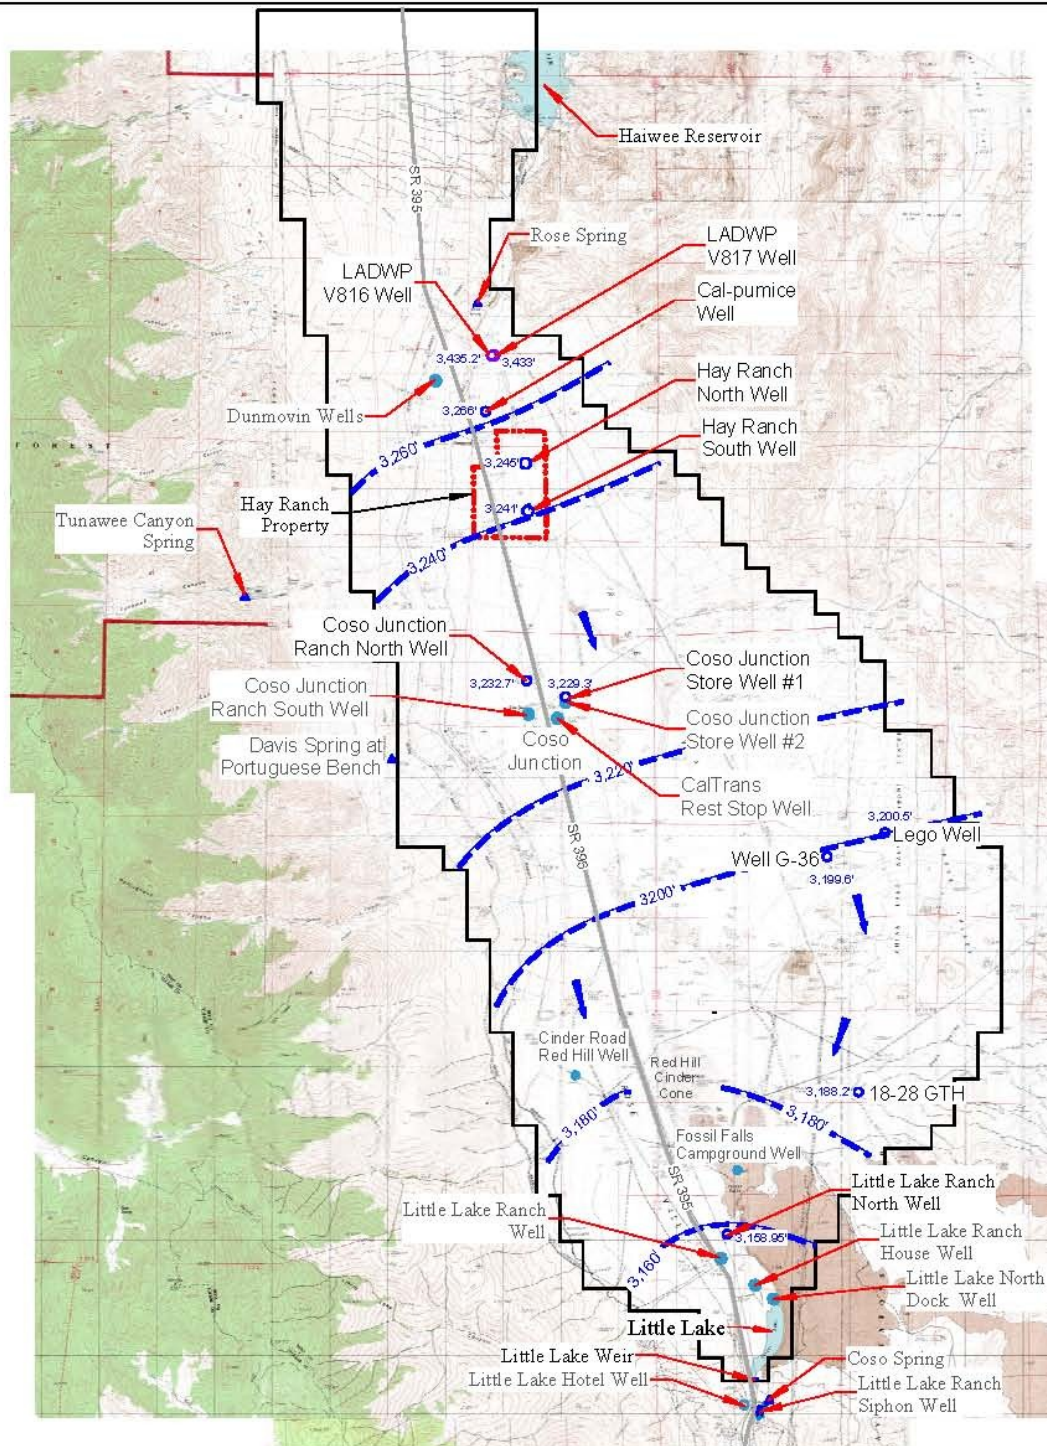 Haiwee Reservoir
SR 395
Rose Spring
LADWP
V817 Well
LADWP
V816 Well
Cal-pumice
Well
3,435.2'
3,433'
Hay Ranch
North Well
Dunmovin Wells
3,266'
Hay Ranch
South Well
FOREST
3,260'
3,245'
Hay Ranch
Property
3,241'
Tunawee Canyon
Spring
3,240'
Coso Junction
Ranch North Well
Coso Junction
Store Well #1
3,232.7'
3,229.3'
Coso Junction
Ranch South Well
Coso Junction
Store Well #2
Coso
Junction
Davis Spring at
Portuguese Bench
3,220'
CalTrans
Rest Stop Well
3,200.5'
Lego Well
SR 396
Well G-36
3,199.6'
3200'
Cinder Road
Red Hill Well
Red Hill
Cinder
Cone
3,188.2'
18-28 GTH
3,180'
3,180'
Fossil Falls
Campground Well
SR 395
Little Lake Ranch
North Well
Little Lake Ranch
Well
3,158.95'
Little Lake Ranch
House Well
3,160'
Little Lake North
Dock Well
Little Lake
Little Lake Weir
Coso Spring
Little Lake Hotel Well
Little Lake Ranch
Siphon Well